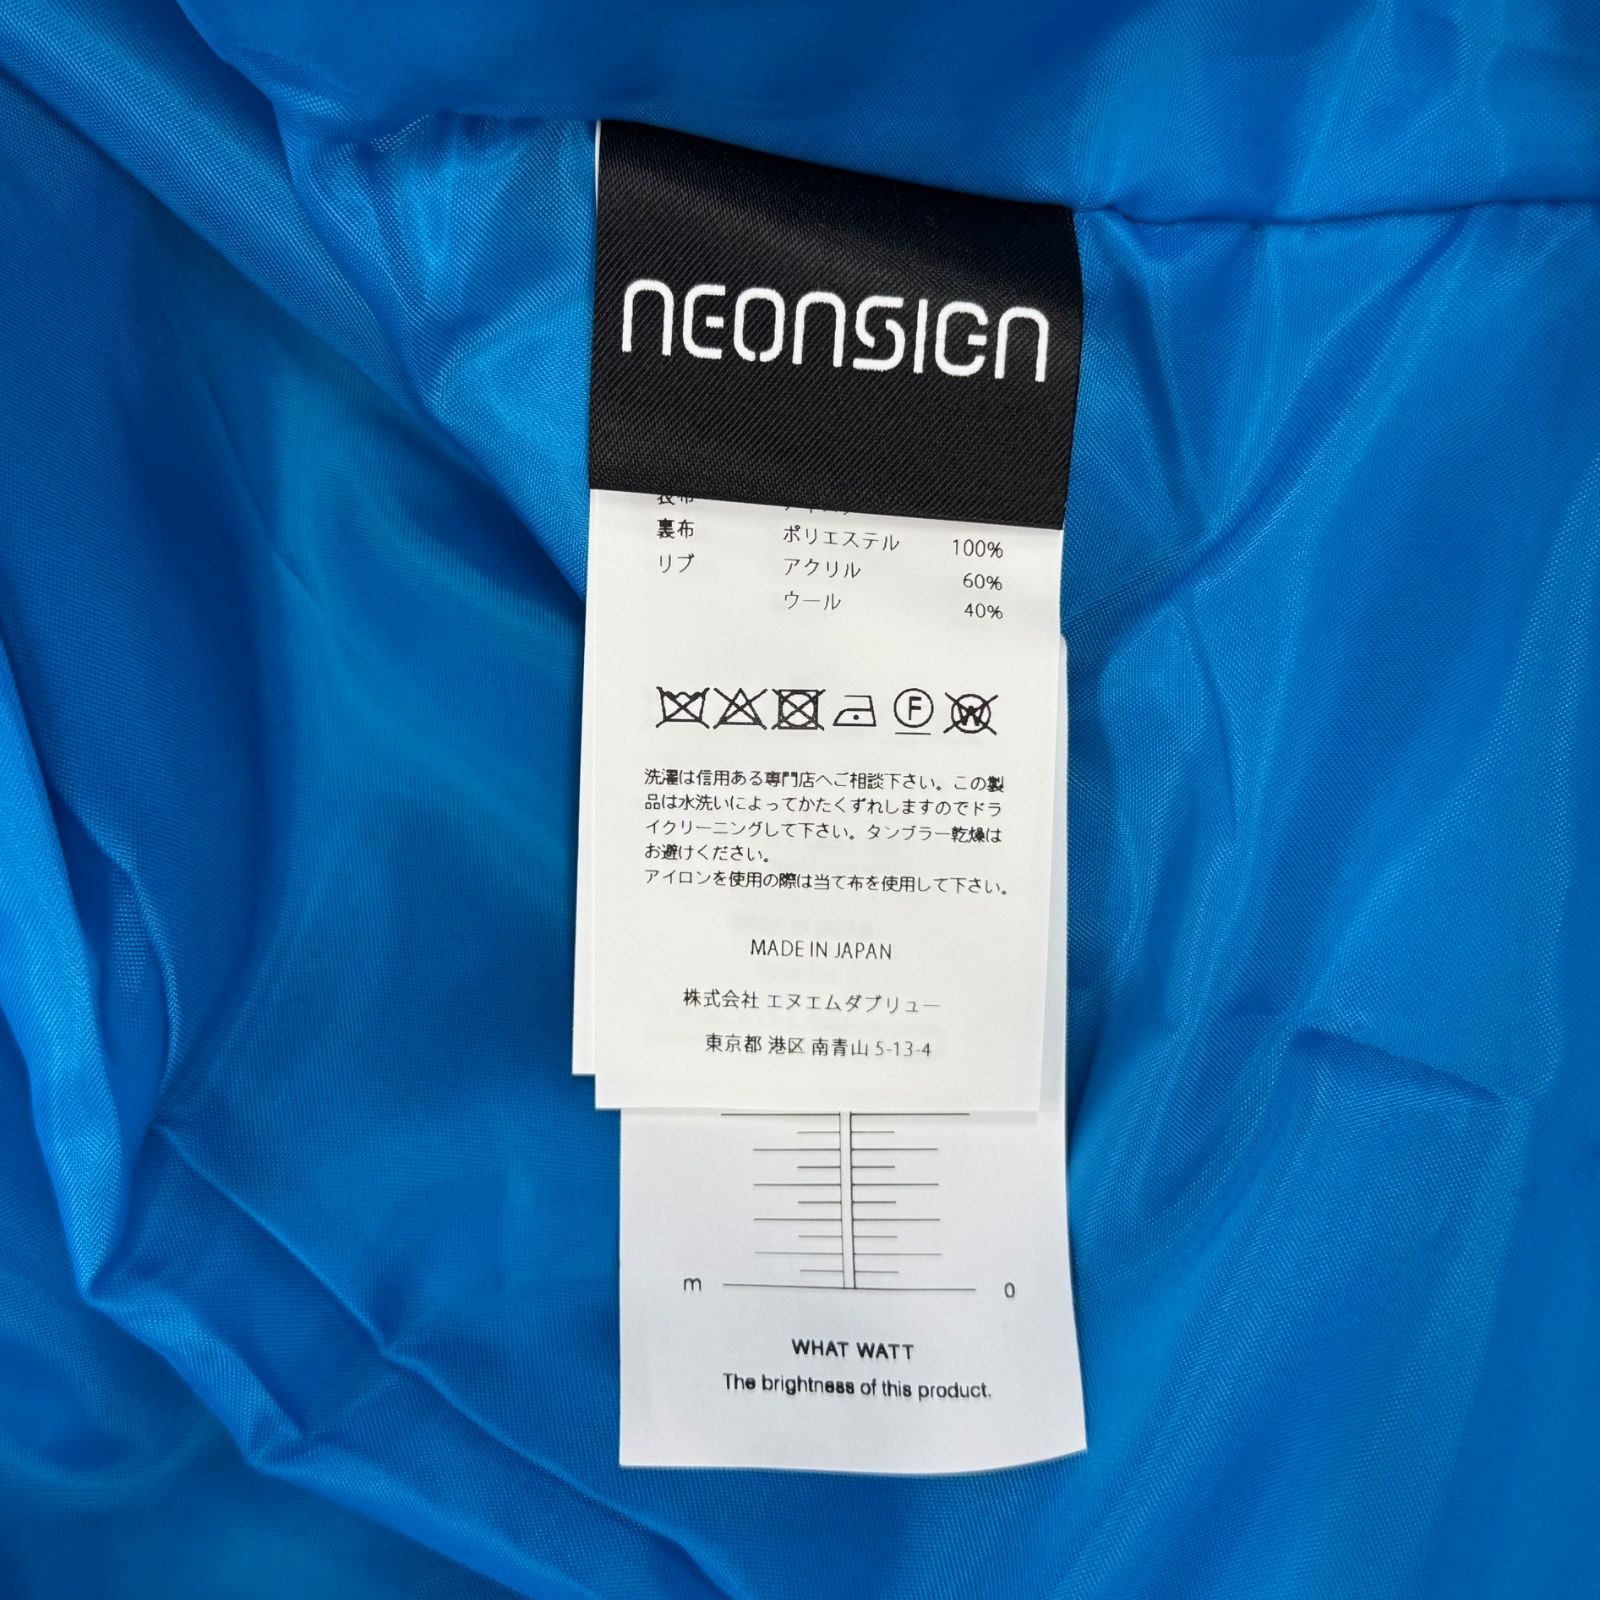 NEONSIGN
表布
裏布 ポリエステル 100%
リブ アクリル 60%
ウール 40%
F
W
洗濯は信用ある専門店へご相談下さい。この製
品は水洗いによってかたくずれしますのでドラ
イクリーニングして下さい。タンブラー乾燥は
お避けください。
アイロンを使用の際は当て布を使用して下さい。
MADE IN JAPAN
株式会社 エヌエムダブリュー
東京都 港区 南青山 5-13-4
m 0
WHAT WATT
The brightness of this product.